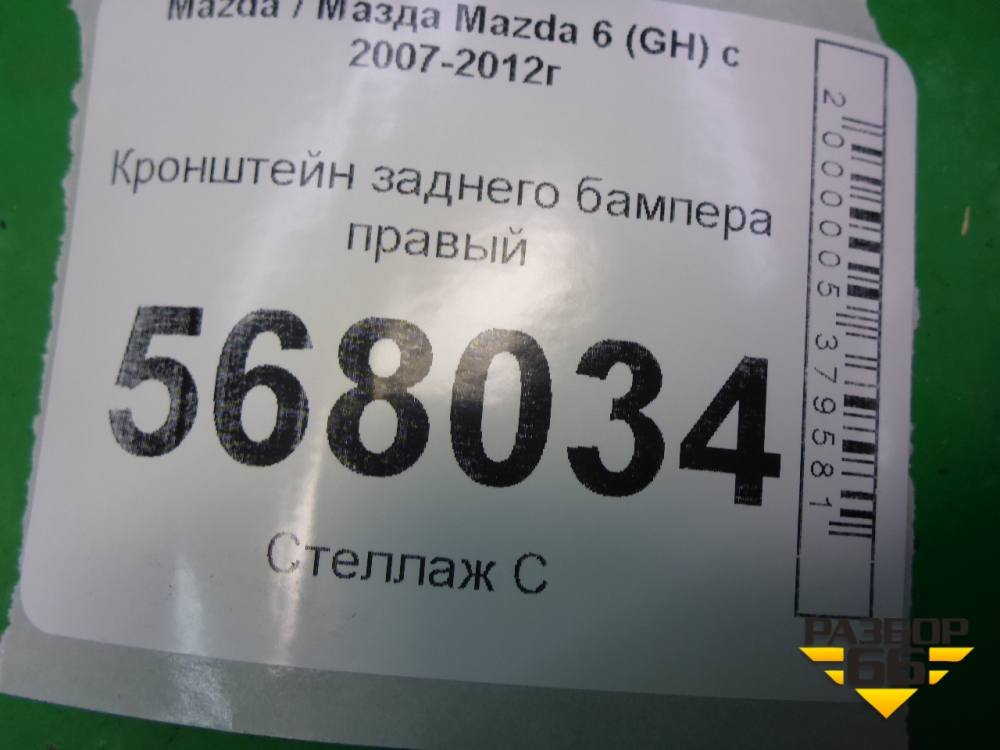 Mazda / Мазда Mazda 6 (GH) с
2007-2012г
Кронштейн заднего бампера
правый
568034
Стеллаж С
2000005379581
РАЗБОР
66